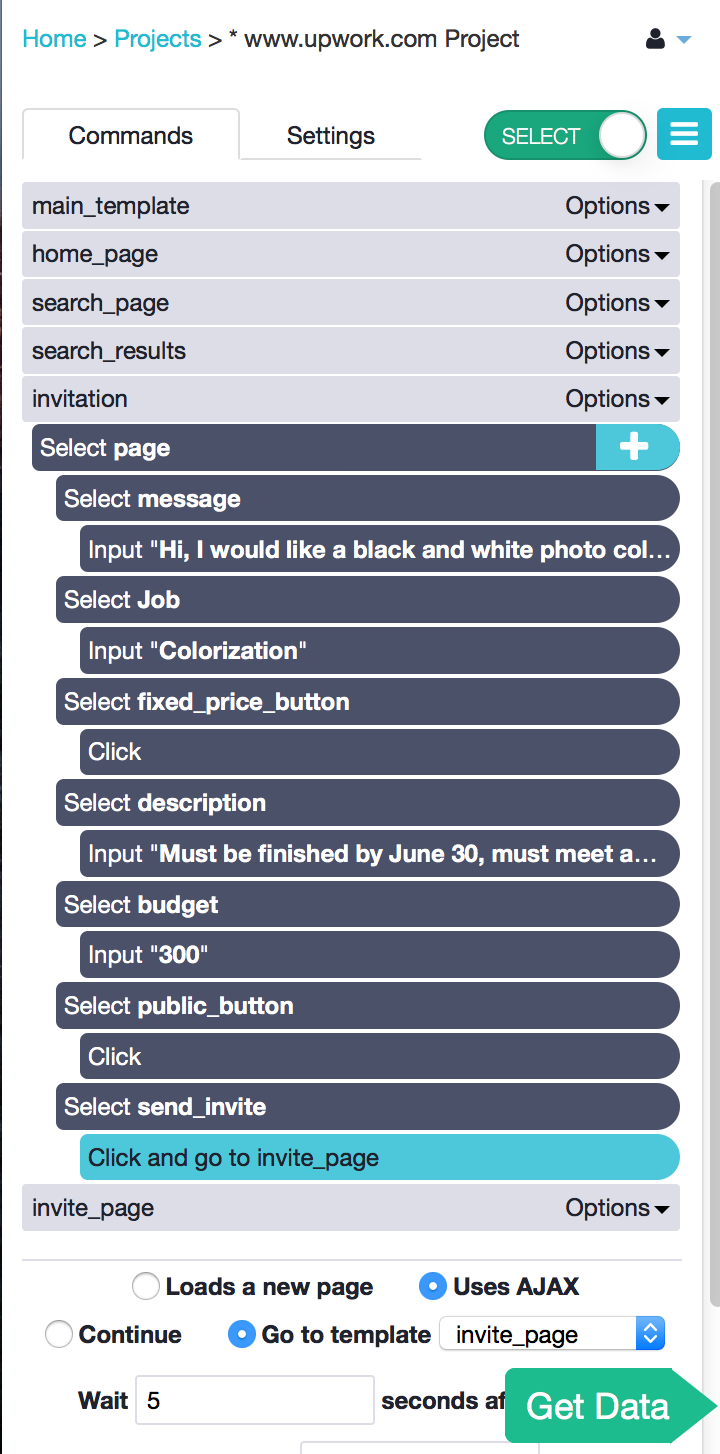 Home > Projects > * www.upwork.com Project
Commands
Settings
SELECT
main_template Options
home_page Options
search_page Options
search_results Options
invitation Options
Select page
Select message
Input "Hi, I would like a black and white photo col...
Select Job
Input "Colorization"
Select fixed_price_button
Click
Select description
Input "Must be finished by June 30, must meet a...
Select budget
Input "300"
Select public_button
Click
Select send_invite
Click and go to invite_page
invite_page Options
Loads a new page Uses AJAX
Continue Go to template invite_page
Wait 5 seconds af
Get Data